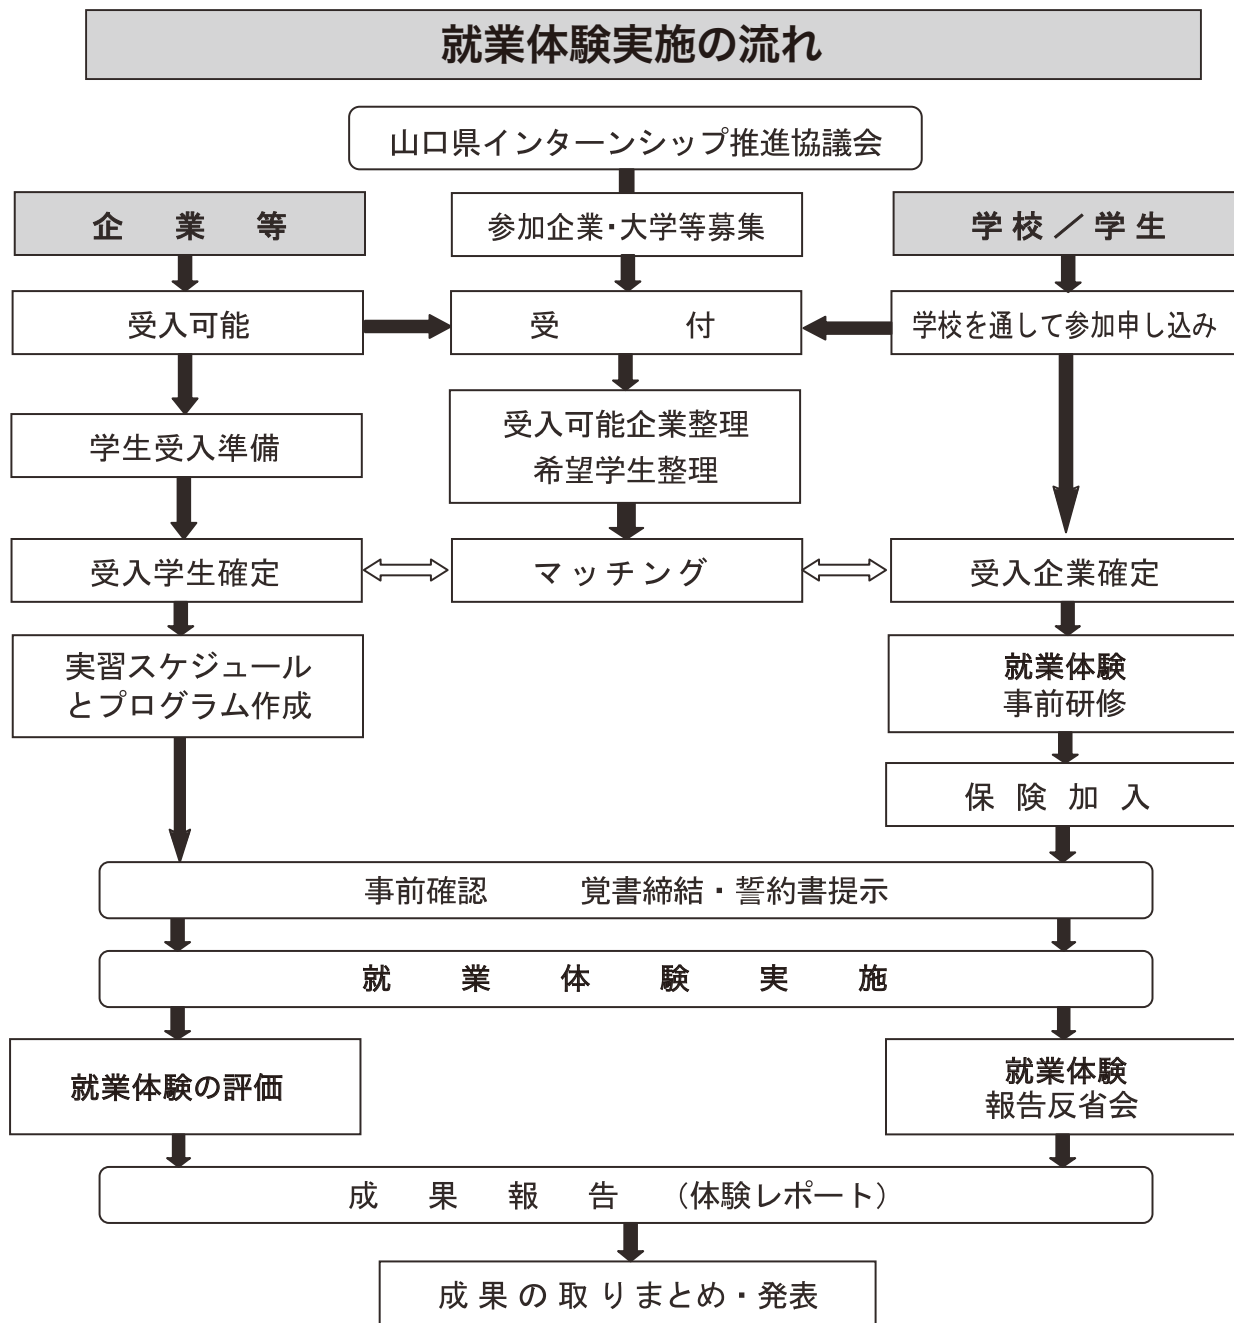 就業体験実施の流れ
山口県インターンシップ推進協議会
企業等
参加企業・大学等募集
学校／学生
受入可能
受付
学校を通して参加申し込み
学生受入準備
受入可能企業整理
希望学生整理
受入学生確定
マッチング
受入企業確定
実習スケジュール
とプログラム作成
就業体験
事前研修
保険加入
事前確認 覚書締結・誓約書提示
就業体験実施
就業体験の評価
就業体験
報告反省会
成果報告（体験レポート）
成果の取りまとめ・発表